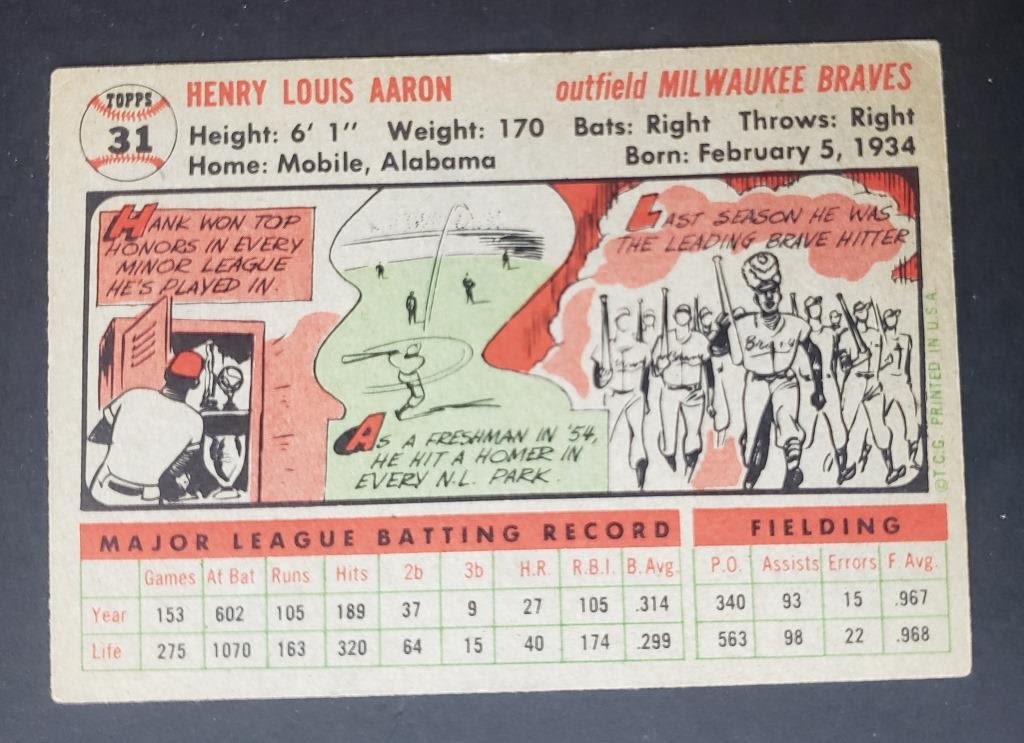 TOPPS
31
HENRY LOUIS AARON
outfield MILWAUKEE BRAVES
Height: 6' 1" Weight: 170 Bats: Right Throws: Right
Home: Mobile, Alabama Born: February 5, 1934
HANK WON TOP
HONORS IN EVERY
MINOR LEAGUE
HE'S PLAYED IN.
AS A FRESHMAN IN '54,
HE HIT A HOMER IN
EVERY N.L. PARK.
LAST SEASON HE WAS
THE LEADING BRAVE HITTER
Braves
©T.C.G. PRINTED IN U.S.A.
MAJOR LEAGUE BATTING RECORD
Games At Bat Runs Hits 2b 3b H.R. R.B.I. B. Avg.
Year 153 602 105 189 37 9 27 105 .314
Life 275 1070 163 320 64 15 40 174 .299
FIELDING
P.O. Assists Errors F. Avg.
340 93 15 .967
563 98 22 .968